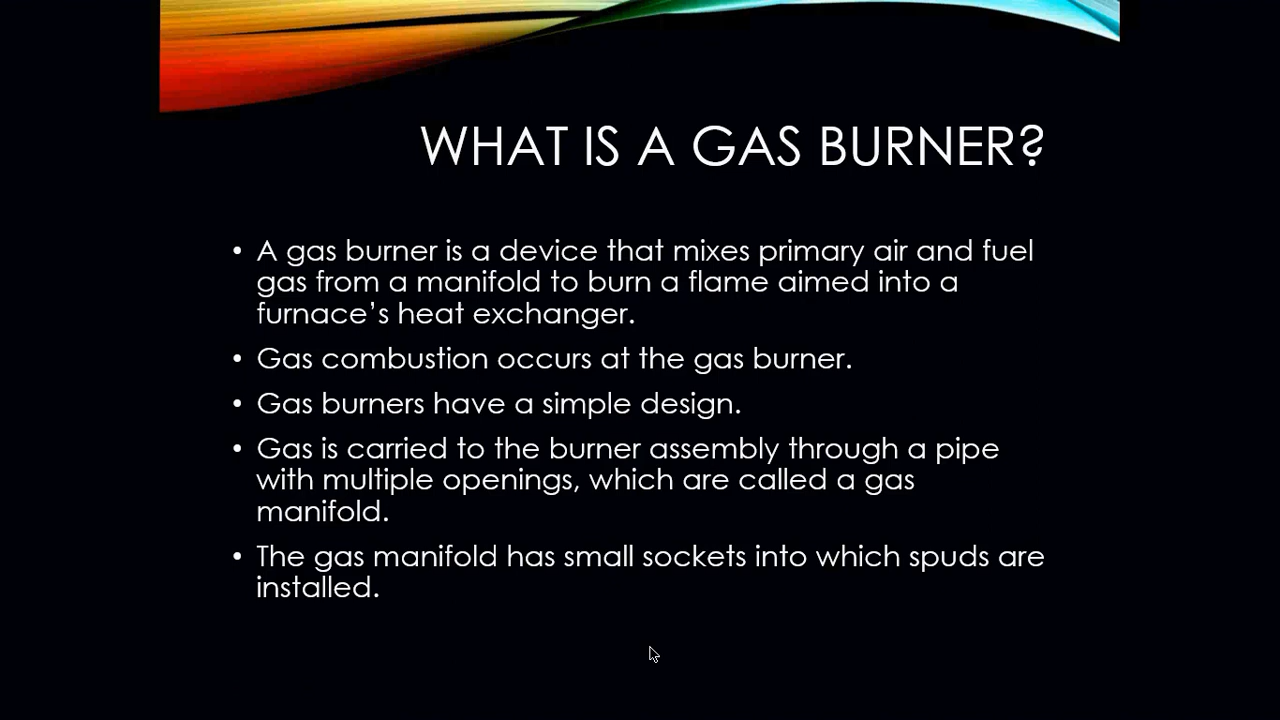 WHAT IS A GAS BURNER?
• A gas burner is a device that mixes primary air and fuel
gas from a manifold to burn a flame aimed into a
furnace’s heat exchanger.
• Gas combustion occurs at the gas burner.
• Gas burners have a simple design.
• Gas is carried to the burner assembly through a pipe
with multiple openings, which are called a gas
manifold.
• The gas manifold has small sockets into which spuds are
installed.